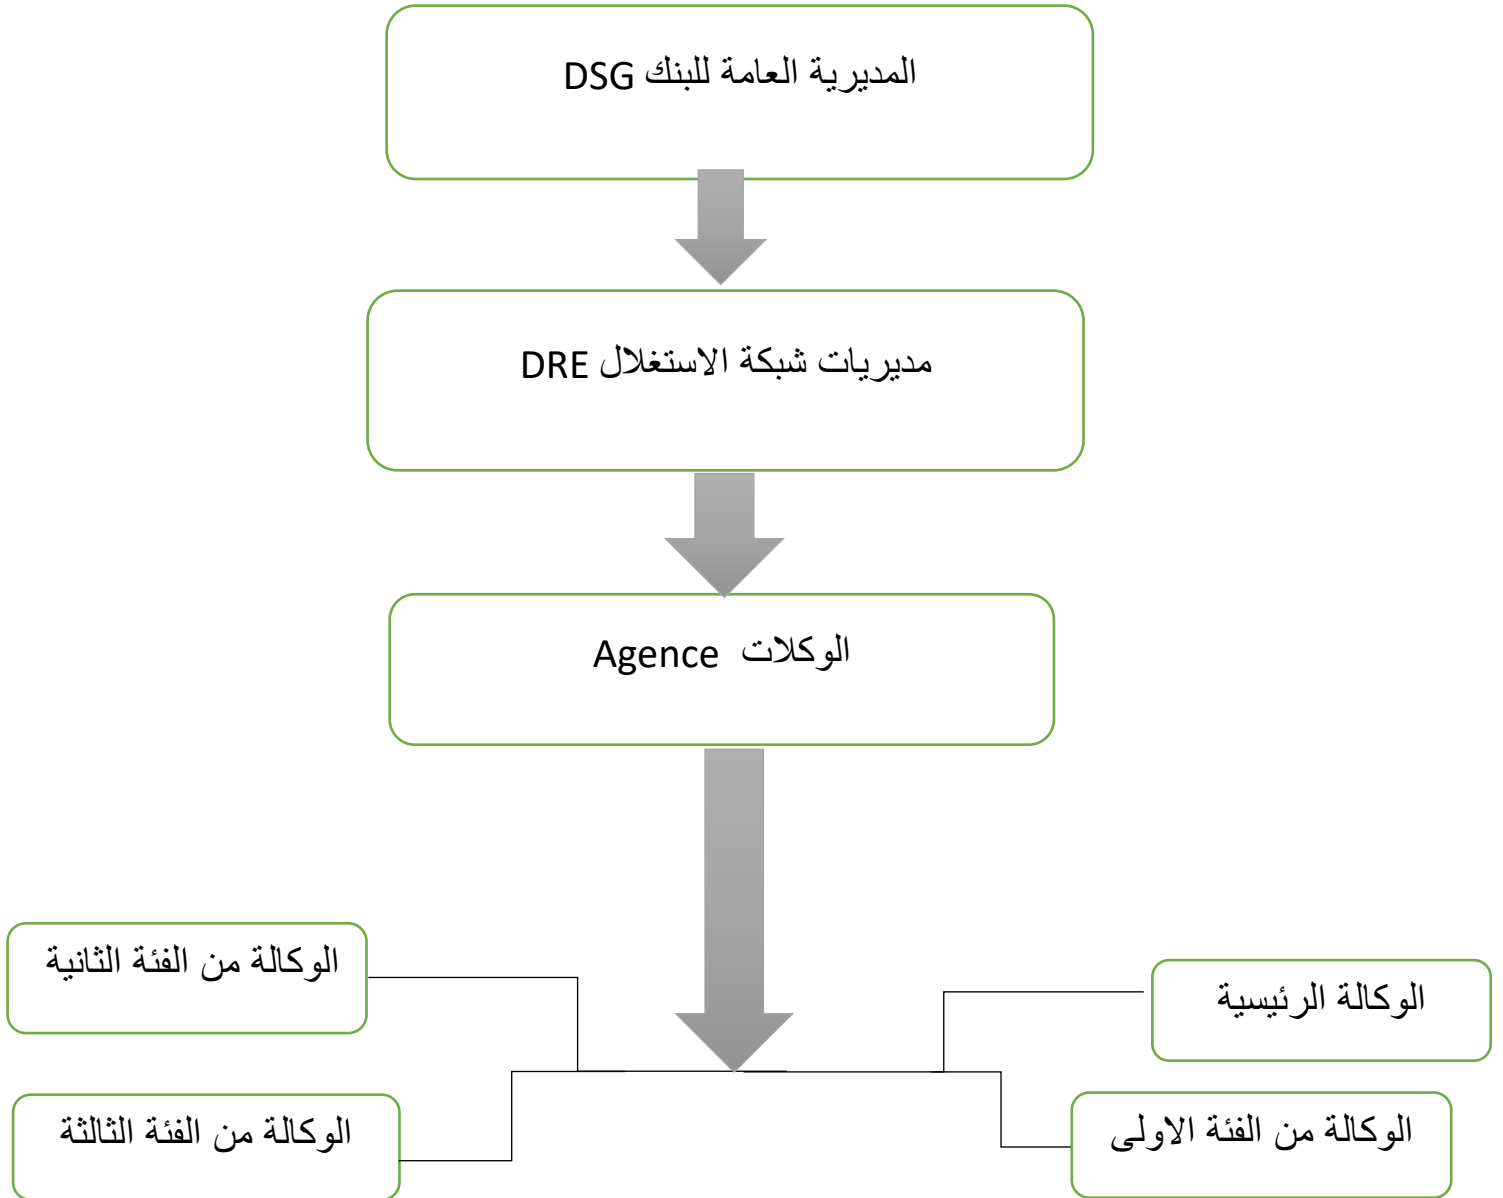 المديرية العامة للبنك DSG
مديريات شبكة الاستغلال DRE
الوكلات Agence
الوكالة الرئيسية
الوكالة من الفئة الاولى
الوكالة من الفئة الثانية
الوكالة من الفئة الثالثة